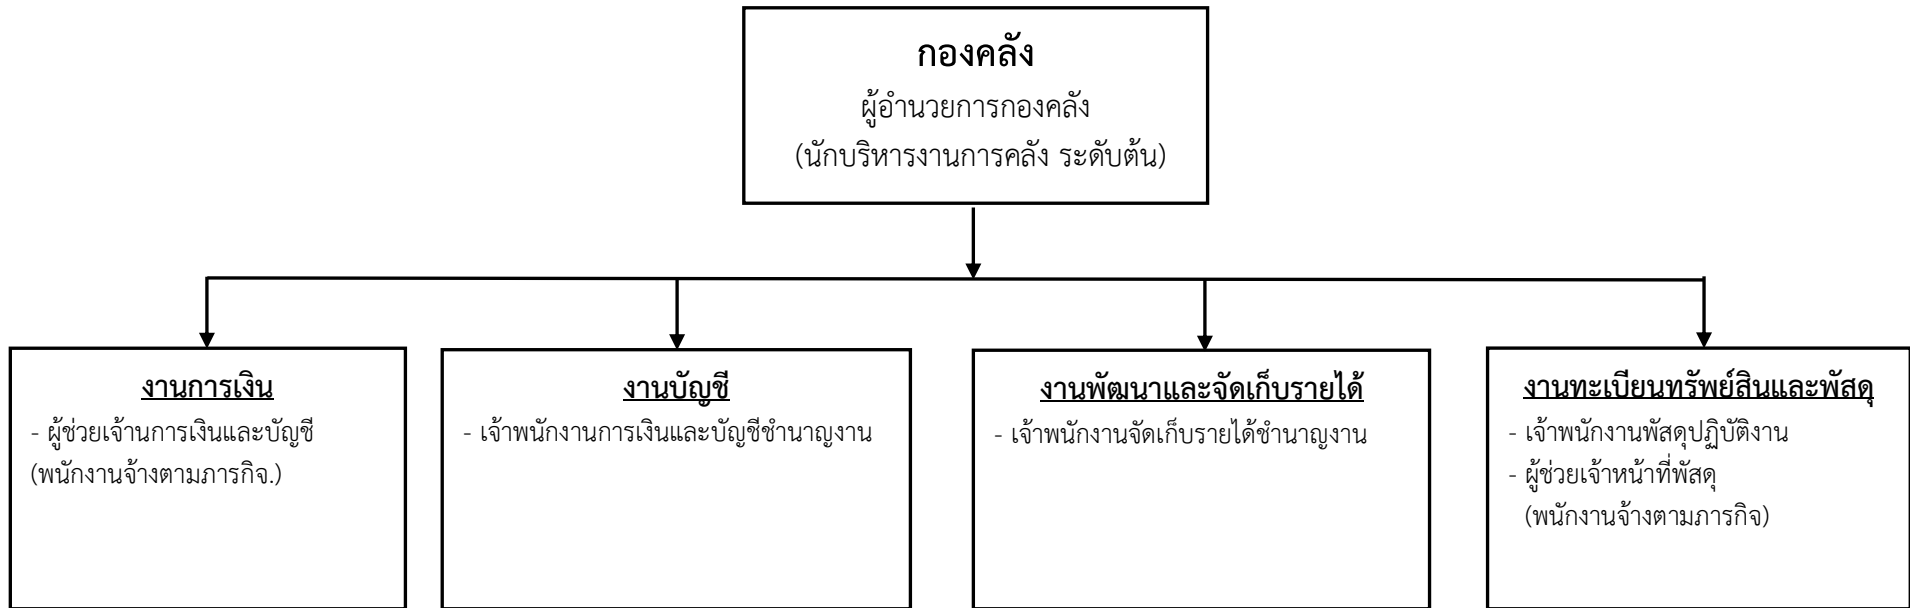 กองคลัง
ผู้อำนวยการกองคลัง
(นักบริหารงานการคลัง ระดับต้น)
งานการเงิน
- ผู้ช่วยเจ้านการเงินและบัญชี
(พนักงานจ้างตามภารกิจ.)
งานบัญชี
- เจ้าพนักงานการเงินและบัญชีชำนาญงาน
งานพัฒนาและจัดเก็บรายได้
- เจ้าพนักงานจัดเก็บรายได้ชำนาญงาน
งานทะเบียนทรัพย์สินและพัสดุ
- เจ้าพนักงานพัสดุปฏิบัติงาน
- ผู้ช่วยเจ้าหน้าที่พัสดุ
(พนักงานจ้างตามภารกิจ)